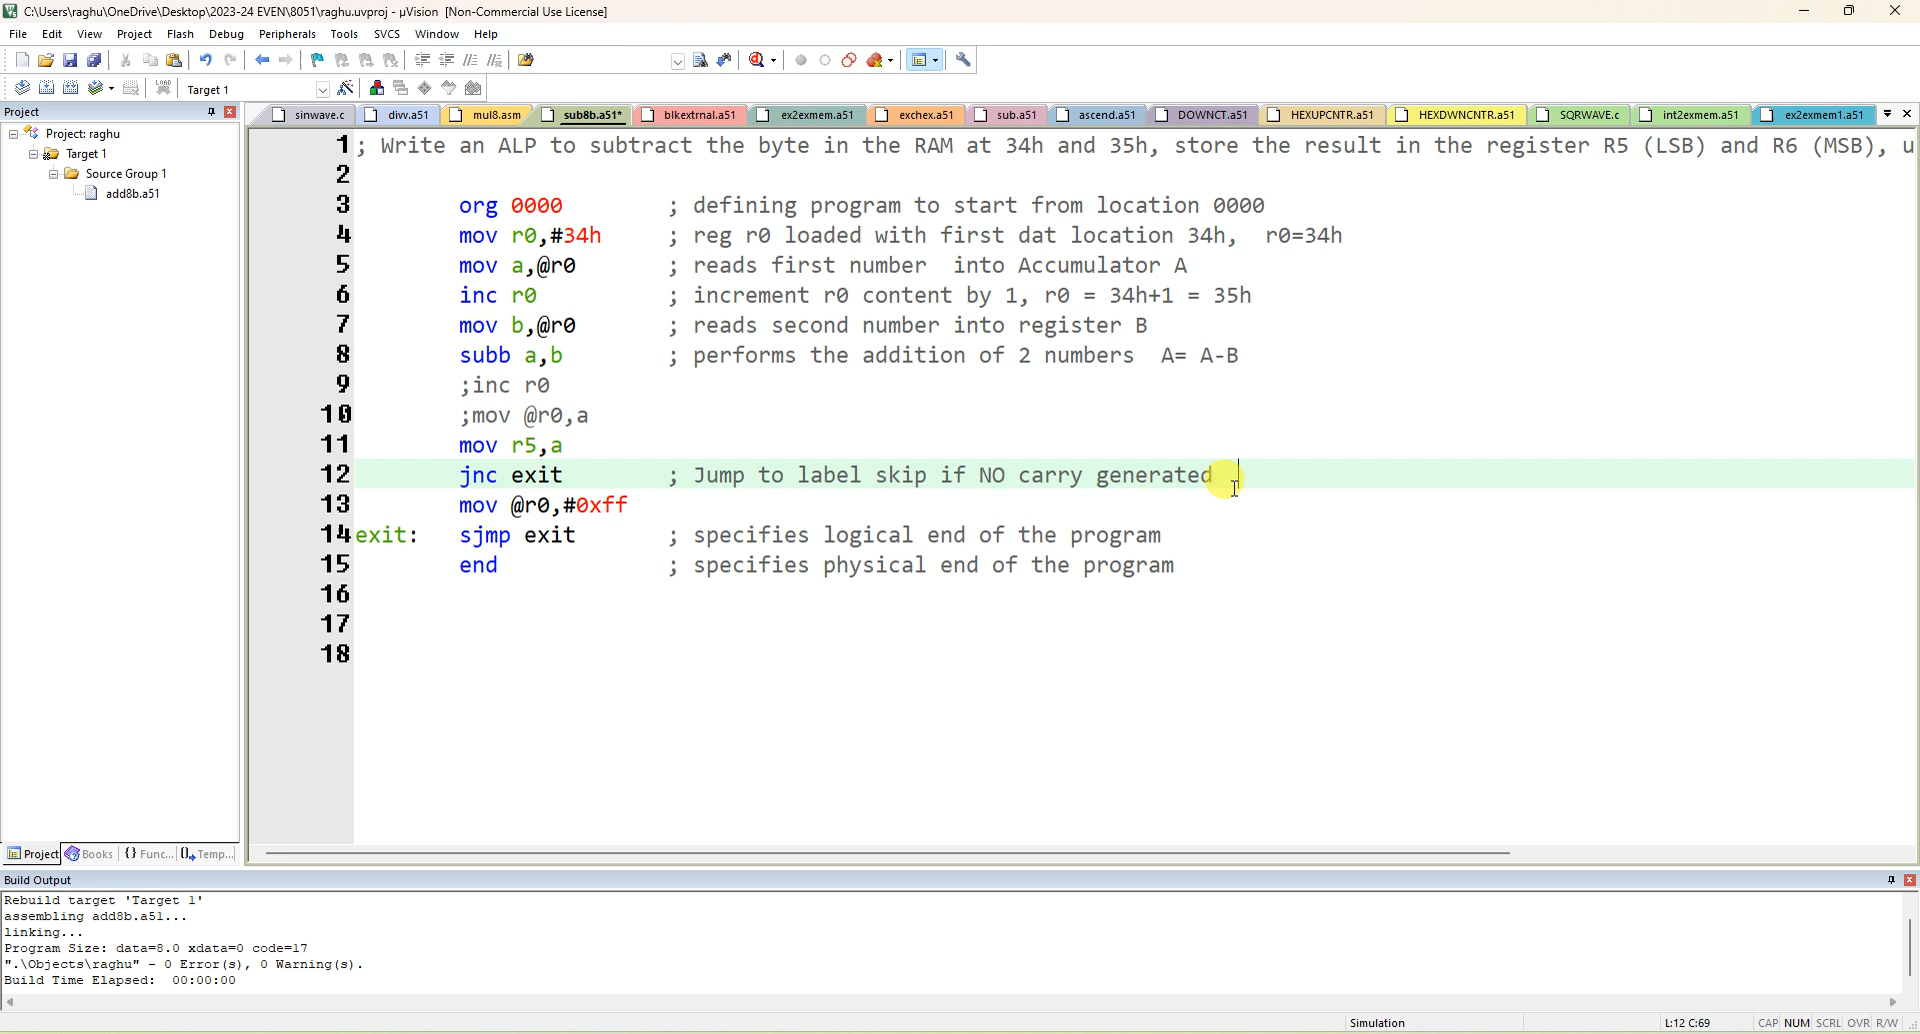 C:\Users\raghu\OneDrive\Desktop\2023-24 EVEN\8051\raghu.uvproj - µVision [Non-Commercial Use License]
File Edit View Project Flash Debug Peripherals Tools SVCS Window Help
LOAD Target 1
Project
sinwave.c divv.a51 mul8.asm sub8b.a51* blkextrnal.a51 ex2exmem.a51 exchex.a51 sub.a51 ascend.a51 DOWNCT.a51 HEXUPCNTR.a51 HEXDWNCNTR.a51 SQRWAVE.c int2exmem.a51 ex2exmem1.a51
Project: raghu
Target 1
Source Group 1
add8b.a51
1 ; Write an ALP to subtract the byte in the RAM at 34h and 35h, store the result in the register R5 (LSB) and R6 (MSB), u
2
3 org 0000 ; defining program to start from location 0000
4 mov r0,#34h ; reg r0 loaded with first dat location 34h, r0=34h
5 mov a,@r0 ; reads first number into Accumulator A
6 inc r0 ; increment r0 content by 1, r0 = 34h+1 = 35h
7 mov b,@r0 ; reads second number into register B
8 subb a,b ; performs the addition of 2 numbers A= A-B
9 ;inc r0
10 ;mov @r0,a
11 mov r5,a
12 jnc exit ; Jump to label skip if NO carry generated
13 mov @r0,#0xff
14 exit: sjmp exit ; specifies logical end of the program
15 end ; specifies physical end of the program
16
17
18
Project Books {} Func... Temp...
Build Output
Rebuild target 'Target 1'
assembling add8b.a51...
linking...
Program Size: data=8.0 xdata=0 code=17
".\Objects\raghu" - 0 Error(s), 0 Warning(s).
Build Time Elapsed: 00:00:00
Simulation L:12 C:69 CAP NUM SCRL OVR R/W